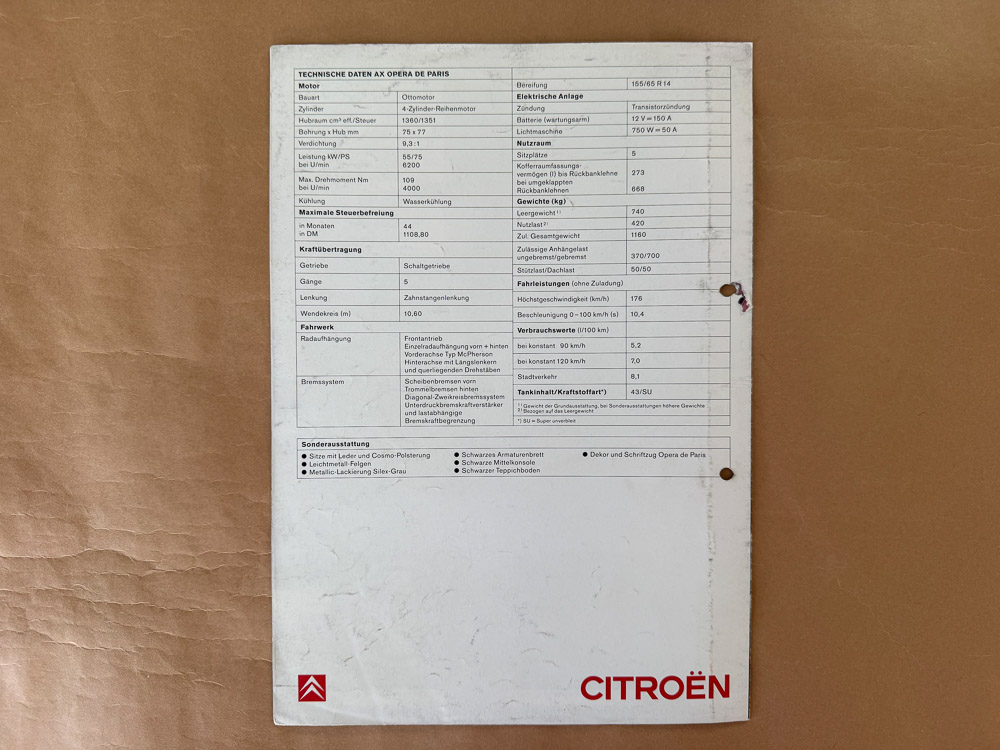 TECHNISCHE DATEN AX OPERA DE PARIS
Motor
Bauart Ottomotor
Zylinder 4-Zylinder-Reihenmotor
Hubraum cm³ eff./Steuer 1360/1351
Bohrung x Hub mm 75 x 77
Verdichtung 9,3 : 1
Leistung kW/PS 55/75
bei U/min 6200
Max. Drehmoment Nm 109
bei U/min 4000
Kühlung Wasserkühlung
Maximale Steuerbefreiung
in Monaten 44
in DM 1108,80
Kraftübertragung
Getriebe Schaltgetriebe
Gänge 5
Lenkung Zahnstangenlenkung
Wendekreis (m) 10,60
Fahrwerk
Radaufhängung Frontantrieb
Einzelradaufhängung vorn + hinten
Vorderachse Typ McPherson
Hinterachse mit Längslenkern
und querliegenden Drehstäben
Bremssystem Scheibenbremsen vorn
Trommelbremsen hinten
Diagonal-Zweikreisbremssystem
Unterdruckbremskraftverstärker
und lastabhängige
Bremskraftbegrenzung
Bereifung 155/65 R 14
Elektrische Anlage
Zündung Transistorzündung
Batterie (wartungsarm) 12 V = 150 A
Lichtmaschine 750 W = 50 A
Nutzraum
Sitzplätze 5
Kofferraumfassungs-
vermögen (l) bis Rückbanklehne 273
bei umgeklappten
Rückbanklehnen 668
Gewichte (kg)
Leergewicht ¹) 740
Nutzlast ²) 420
Zul. Gesamtgewicht 1160
Zulässige Anhängelast
ungebremst/gebremst 370/700
Stützlast/Dachlast 50/50
Fahrleistungen (ohne Zuladung)
Höchstgeschwindigkeit (km/h) 176
Beschleunigung 0 – 100 km/h (s) 10,4
Verbrauchswerte (l/100 km)
bei konstant 90 km/h 5,2
bei konstant 120 km/h 7,0
Stadtverkehr 8,1
Tankinhalt/Kraftstoffart*) 43/SU
¹) Gewicht der Grundausstattung, bei Sonderausstattungen höhere Gewichte
²) Bezogen auf das Leergewicht
*) SU = Super unverbleit
Sonderausstattung
● Sitze mit Leder und Cosmo-Polsterung ● Schwarzes Armaturenbrett ● Dekor und Schriftzug Opera de Paris
● Leichtmetall-Felgen ● Schwarze Mittelkonsole
● Metallic-Lackierung Silex-Grau ● Schwarzer Teppichboden
CITROËN